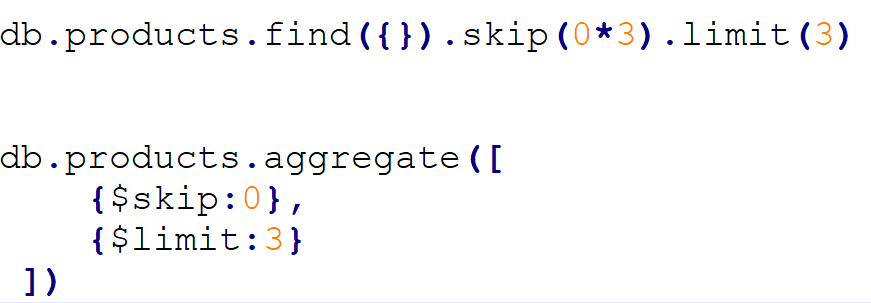 db.products.find({}).skip(0*3).limit(3)
db.products.aggregate([
{$skip:0},
{$limit:3}
])